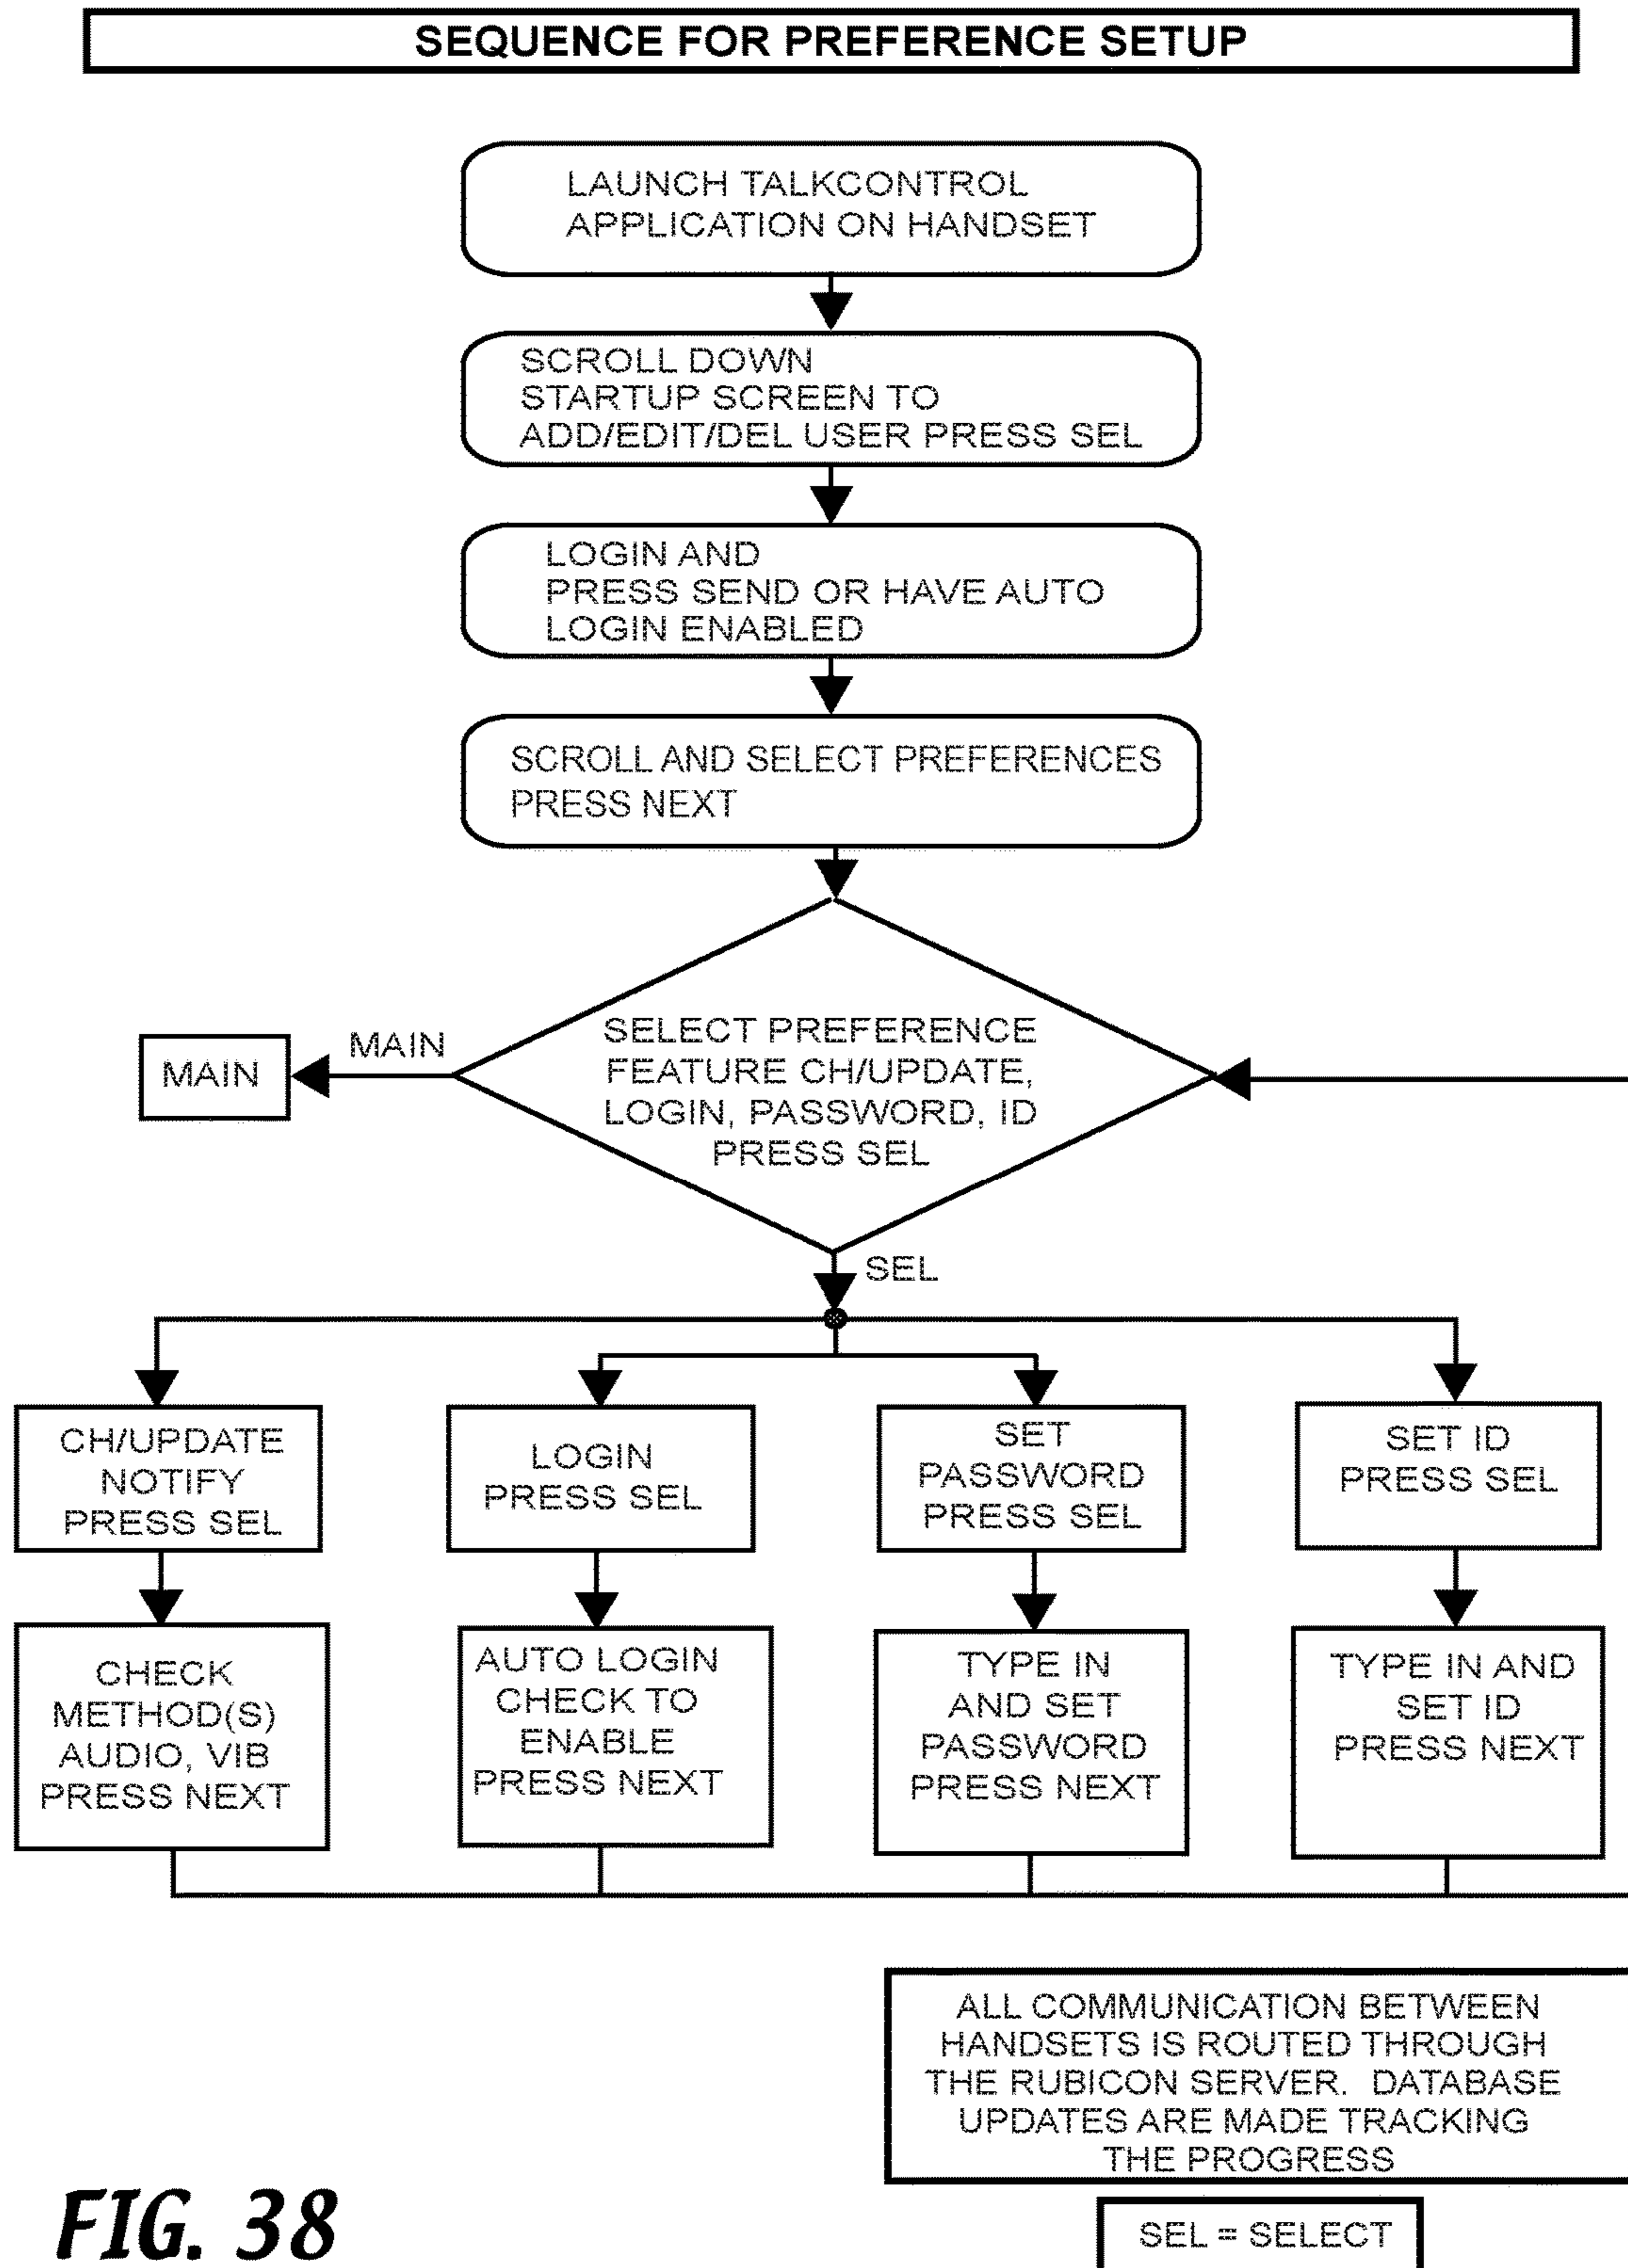 SEQUENCE FOR PREFERENCE SETUP
LAUNCH TALKCONTROL
APPLICATION ON HANDSET
SCROLL DOWN
STARTUP SCREEN TO
ADD/EDIT/DEL USER PRESS SEL
LOGIN AND
PRESS SEND OR HAVE AUTO
LOGIN ENABLED
SCROLL AND SELECT PREFERENCES
PRESS NEXT
SELECT PREFERENCE
FEATURE CH/UPDATE,
LOGIN, PASSWORD, ID
PRESS SEL
MAIN
MAIN
SEL
CH/UPDATE
NOTIFY
PRESS SEL
LOGIN
PRESS SEL
SET
PASSWORD
PRESS SEL
SET ID
PRESS SEL
CHECK
METHOD(S)
AUDIO, VIB
PRESS NEXT
AUTO LOGIN
CHECK TO
ENABLE
PRESS NEXT
TYPE IN
AND SET
PASSWORD
PRESS NEXT
TYPE IN AND
SET ID
PRESS NEXT
ALL COMMUNICATION BETWEEN
HANDSETS IS ROUTED THROUGH
THE RUBICON SERVER. DATABASE
UPDATES ARE MADE TRACKING
THE PROGRESS
SEL = SELECT
FIG. 38